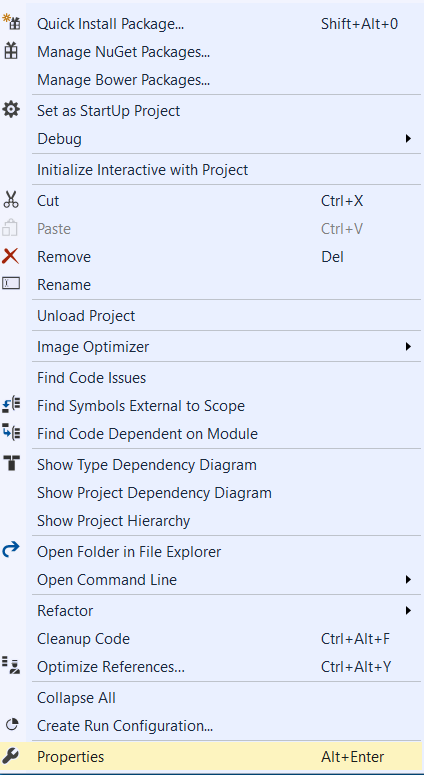 Quick Install Package... Shift+Alt+0
Manage NuGet Packages...
Manage Bower Packages...
Set as StartUp Project
Debug
Initialize Interactive with Project
Cut Ctrl+X
Paste Ctrl+V
Remove Del
Rename
Unload Project
Image Optimizer
Find Code Issues
Find Symbols External to Scope
Find Code Dependent on Module
Show Type Dependency Diagram
Show Project Dependency Diagram
Show Project Hierarchy
Open Folder in File Explorer
Open Command Line
Refactor
Cleanup Code Ctrl+Alt+F
Optimize References... Ctrl+Alt+Y
Collapse All
Create Run Configuration...
Properties Alt+Enter